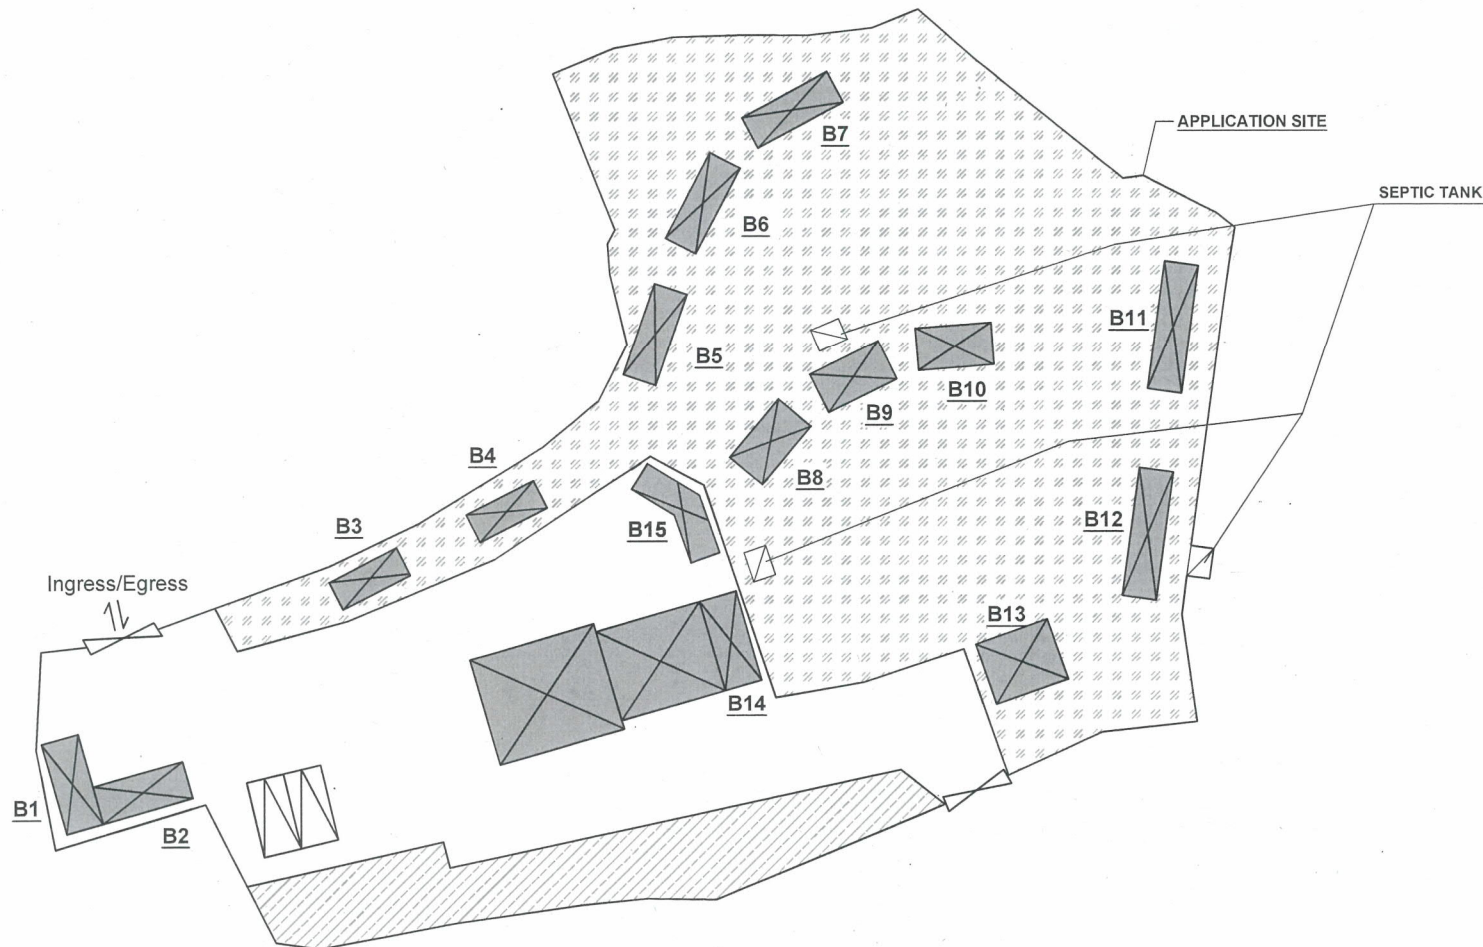 B7
APPLICATION SITE
SEPTIC TANK
B6
B11
B5
B10
B9
B4
B8
B12
B3
B15
Ingress/Egress
B13
B14
B1
B2